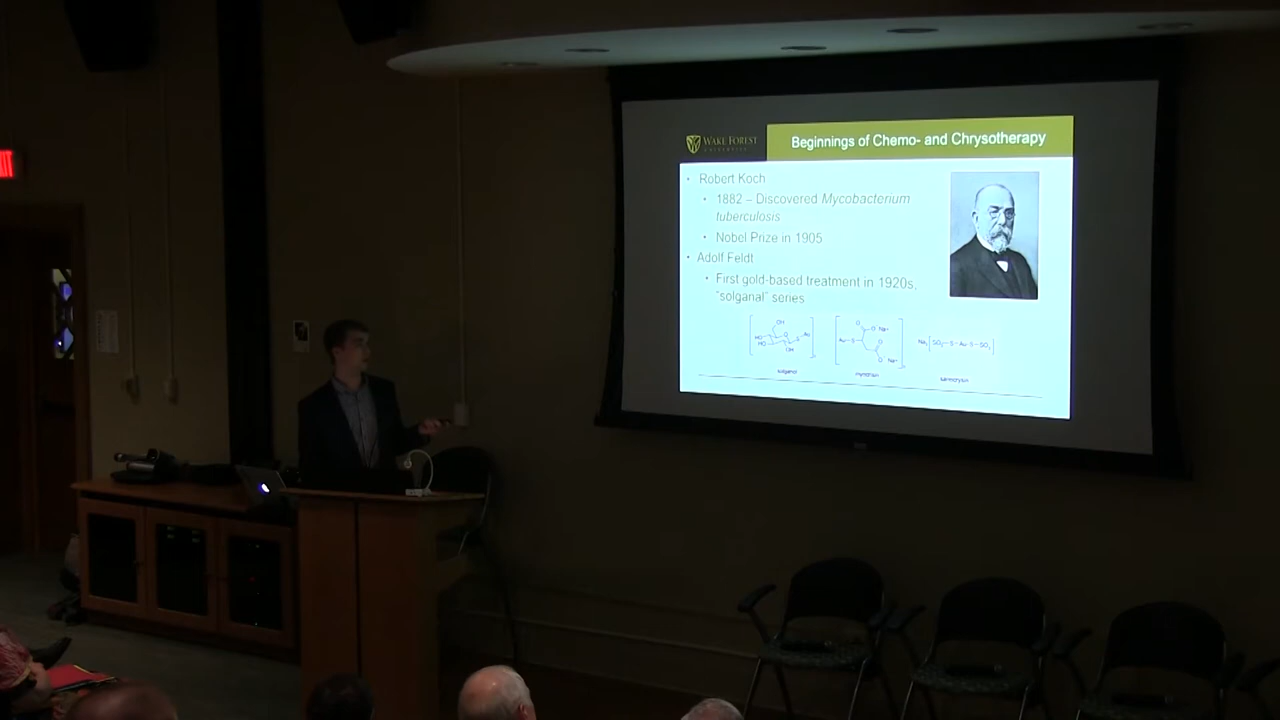 WAKE FOREST
UNIVERSITY
Beginnings of Chemo- and Chrysotherapy
• Robert Koch
• 1882 – Discovered Mycobacterium
tuberculosis
• Nobel Prize in 1905
• Adolf Feldt
• First gold-based treatment in 1920s,
"solganal" series